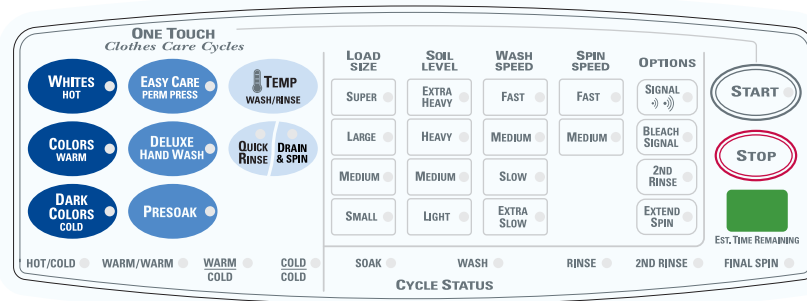 ONE TOUCH
Clothes Care Cycles
WHITES
HOT
EASY CARE
PERM PRESS
TEMP
WASH/RINSE
COLORS
WARM
DELUXE
HAND WASH
QUICK
RINSE
DRAIN
& SPIN
DARK
COLORS
COLD
PRESOAK
LOAD
SIZE
SOIL
LEVEL
WASH
SPEED
SPIN
SPEED
OPTIONS
SUPER
EXTRA
HEAVY
FAST
FAST
SIGNAL
LARGE
HEAVY
MEDIUM
MEDIUM
BLEACH
SIGNAL
MEDIUM
MEDIUM
SLOW
2ND
RINSE
SMALL
LIGHT
EXTRA
SLOW
EXTEND
SPIN
START
STOP
EST. TIME REMAINING
HOT/COLD
WARM/WARM
WARM
COLD
COLD
COLD
SOAK
WASH
RINSE
2ND RINSE
FINAL SPIN
CYCLE STATUS